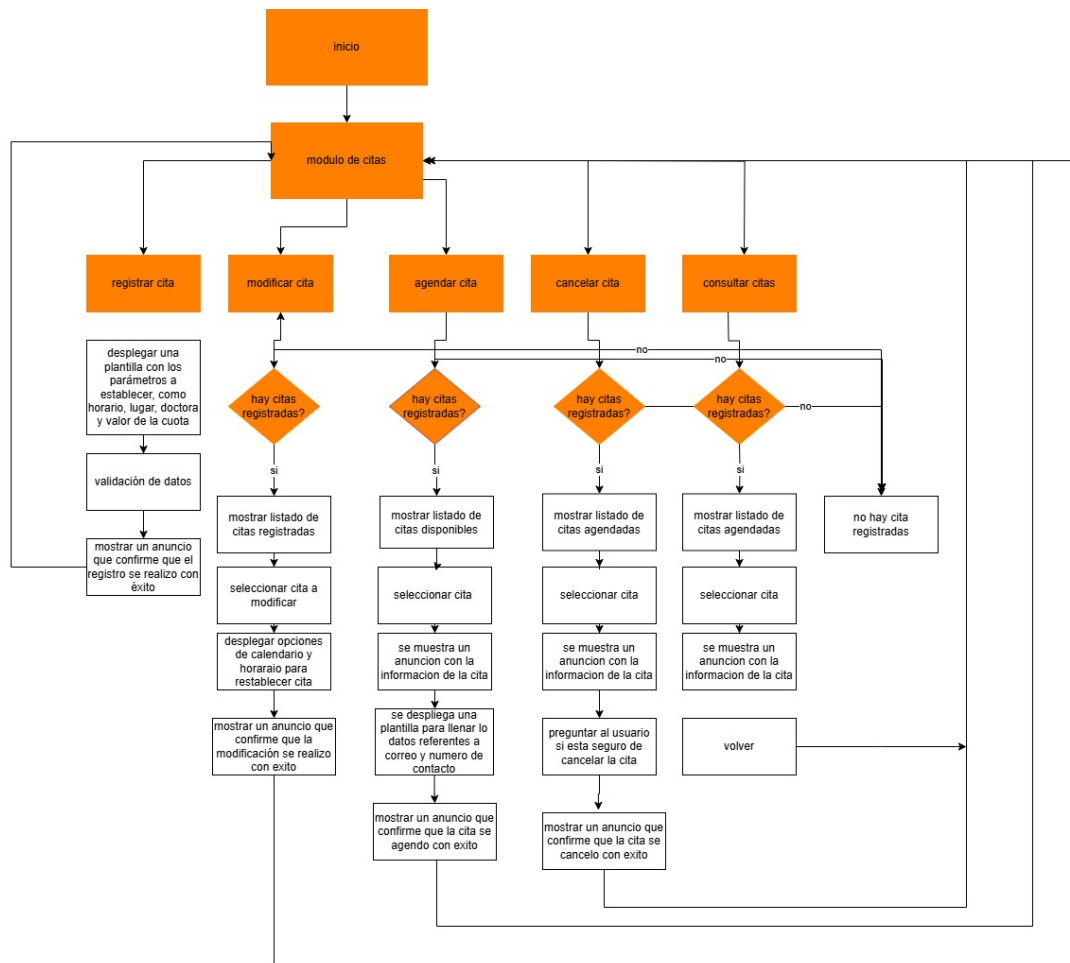 inicio
modulo de citas
registrar cita
modificar cita
agendar cita
cancelar cita
consultar citas
desplegar una
plantilla con los
parámetros a
establecer, como
horario, lugar, doctora
y valor de la cuota
validación de datos
mostrar un anuncio
que confirme que el
registro se realizo con
éxito
hay citas
registradas?
si
mostrar listado de
citas registradas
seleccionar cita a
modificar
desplegar opciones
de calendario y
horaraio para
restablecer cita
mostrar un anuncio que
confirme que la
modificación se realizo
con exito
hay citas
registradas?
si
mostrar listado de
citas disponibles
seleccionar cita
se muestra un
anuncion con la
informacion de la cita
se despliega una
plantilla para llenar lo
datos referentes a
correo y numero de
contacto
mostrar un anuncio que
confirme que la cita se
agendo con exito
hay citas
registradas?
si
mostrar listado de
citas agendadas
seleccionar cita
se muestra un
anuncion con la
informacion de la cita
preguntar al usuario
si esta seguro de
cancelar la cita
mostrar un anuncio que
confirme que la cita se
cancelo con exito
hay citas
registradas?
si
mostrar listado de
citas agendadas
seleccionar cita
se muestra un
anuncion con la
informacion de la cita
volver
no
no
no
no hay cita
registradas